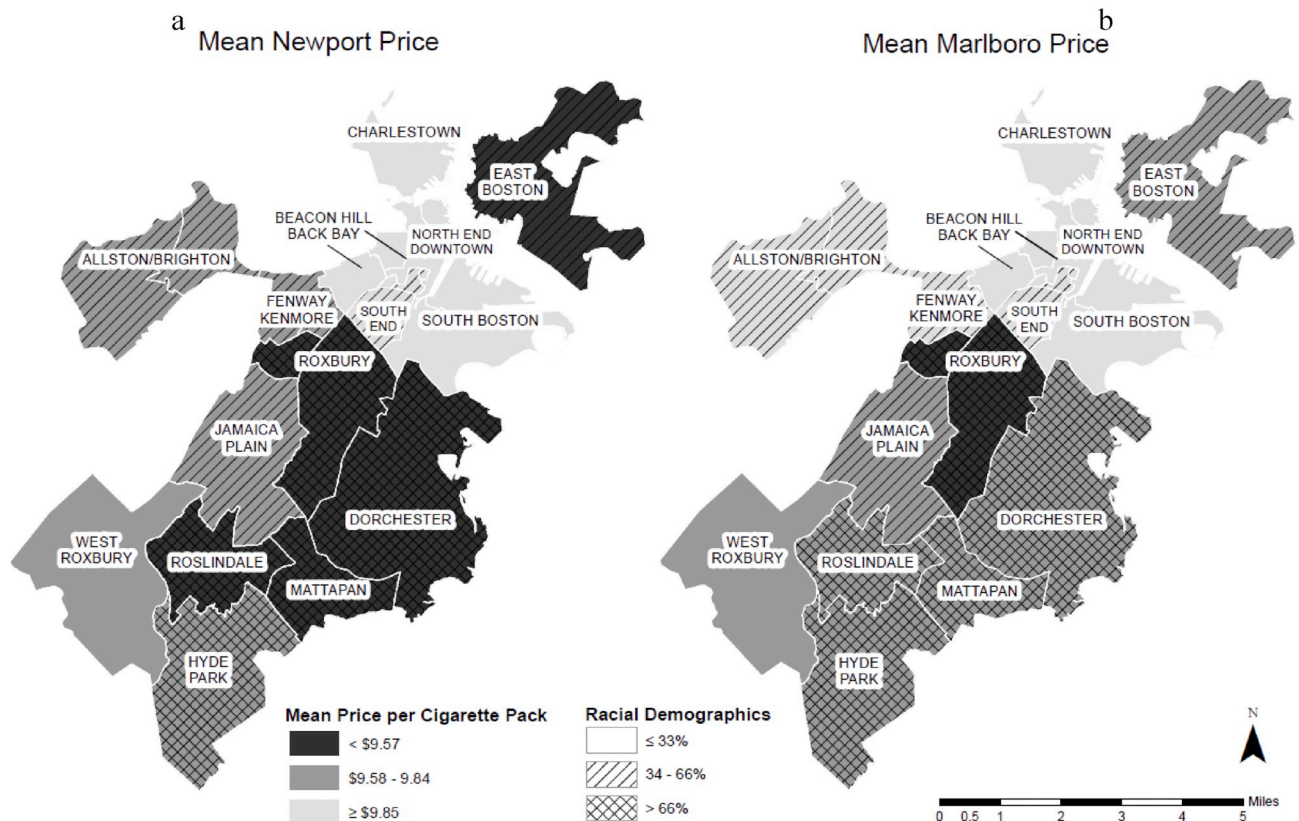 a
Mean Newport Price
CHARLESTOWN
EAST
BOSTON
BEACON HILL
BACK BAY
NORTH END
DOWNTOWN
ALLSTON/BRIGHTON
FENWAY
KENMORE
SOUTH
END
SOUTH BOSTON
ROXBURY
JAMAICA
PLAIN
DORCHESTER
WEST
ROXBURY
ROSLINDALE
MATTAPAN
HYDE
PARK
b
Mean Marlboro Price
CHARLESTOWN
EAST
BOSTON
BEACON HILL
BACK BAY
NORTH END
DOWNTOWN
ALLSTON/BRIGHTON
FENWAY
KENMORE
SOUTH
END
SOUTH BOSTON
ROXBURY
JAMAICA
PLAIN
DORCHESTER
WEST
ROXBURY
ROSLINDALE
MATTAPAN
HYDE
PARK
Mean Price per Cigarette Pack
< $9.57
$9.58 - 9.84
≥ $9.85
Racial Demographics
≤ 33%
34 - 66%
> 66%
N
Miles
0 0.5 1 2 3 4 5